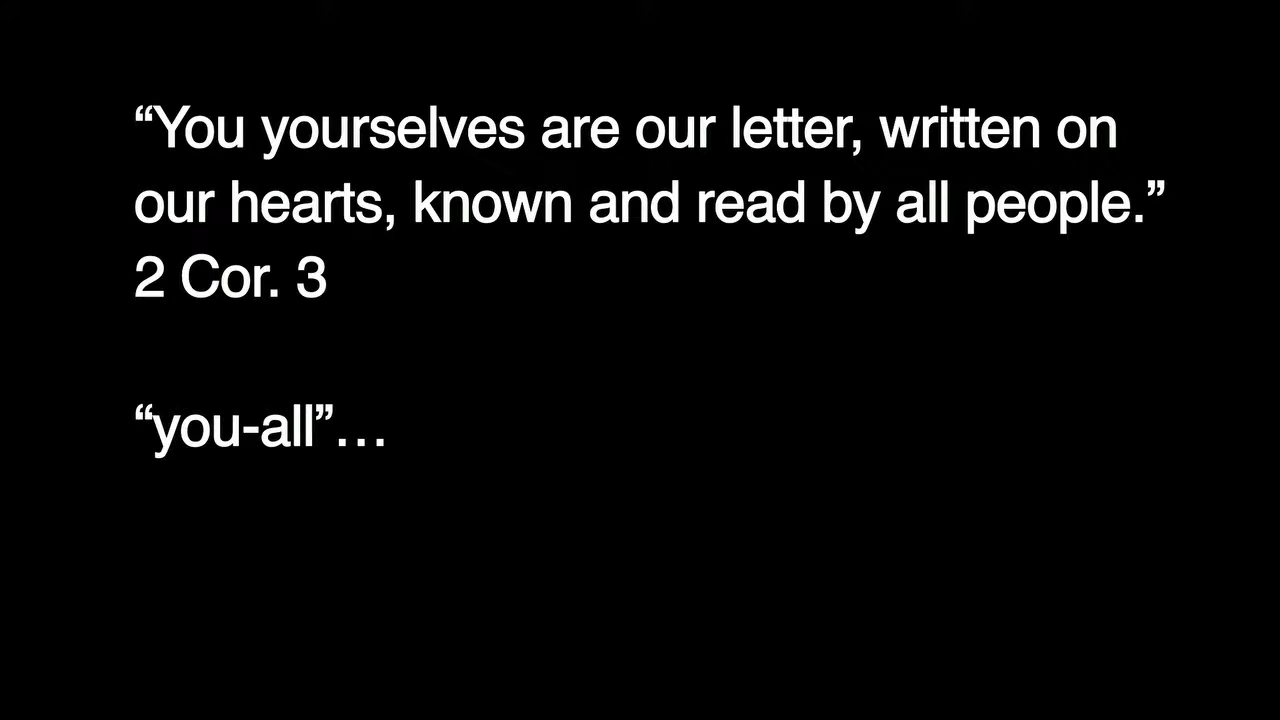 “You yourselves are our letter, written on
our hearts, known and read by all people.”
2 Cor. 3
“you-all”…